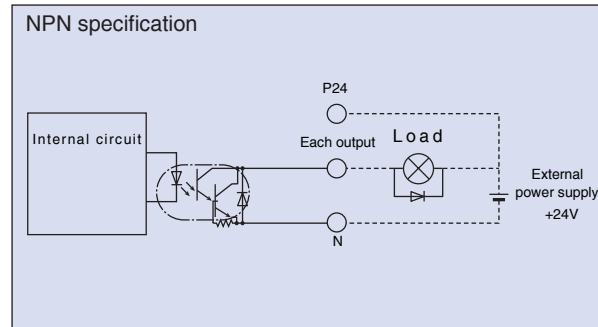 NPN specification
P24
Internal circuit
Each output
Load
External
power supply
+24V
N